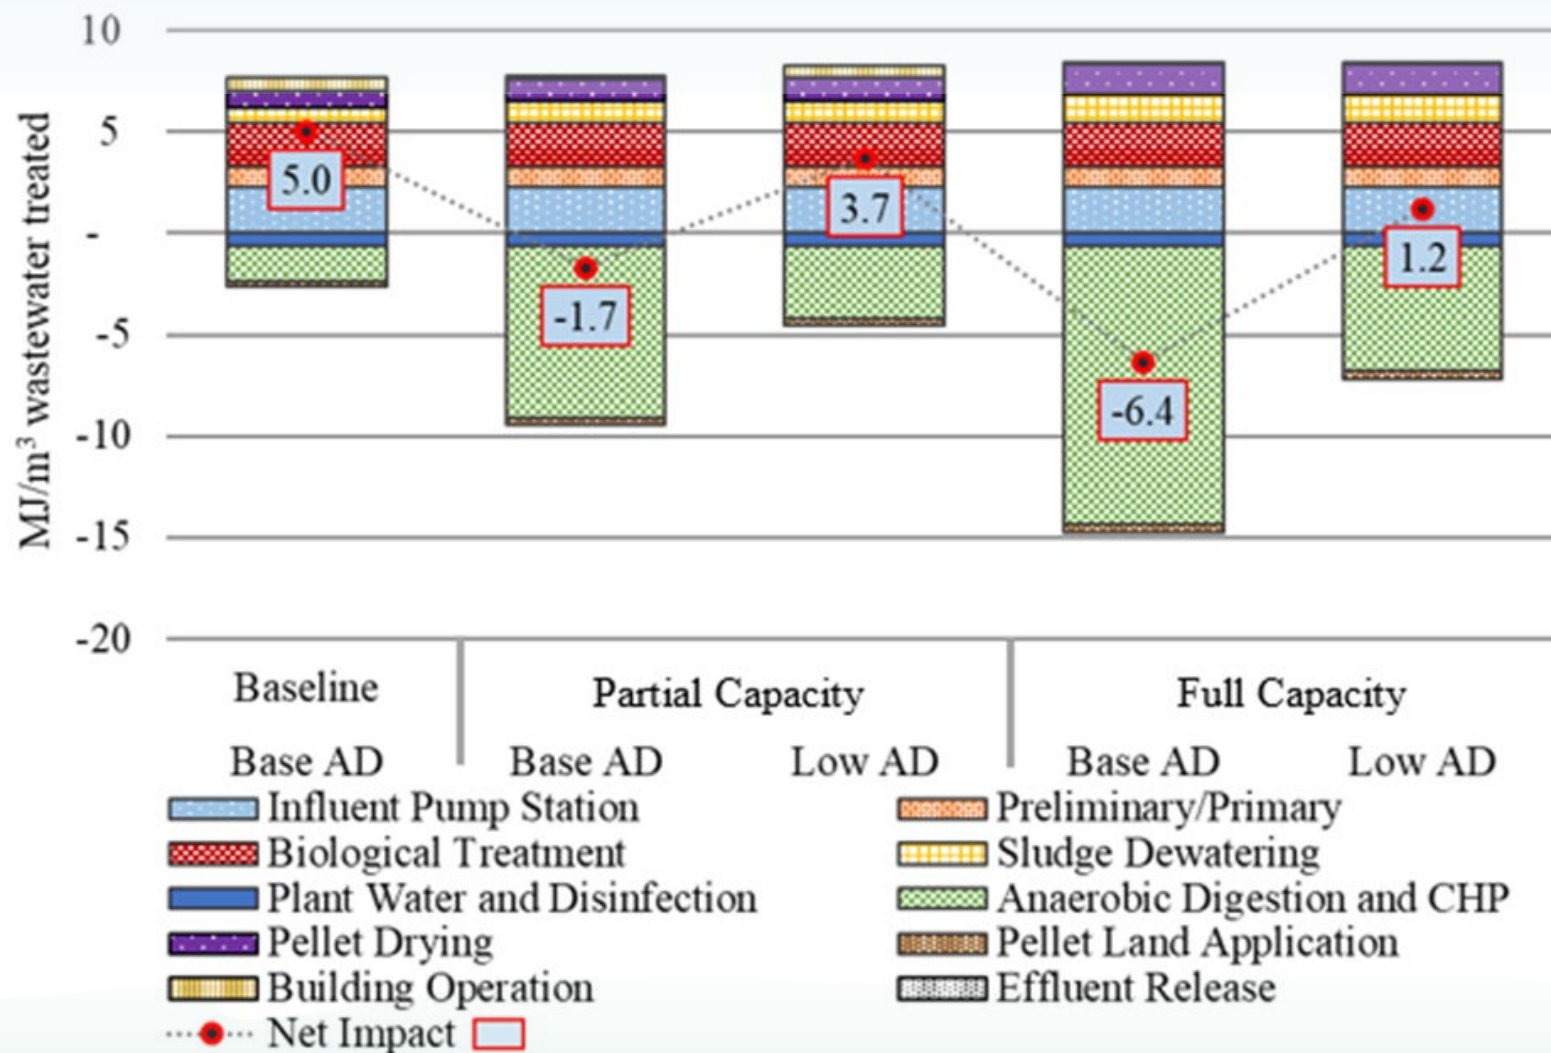 10
5
-
-5
-10
-15
-20
MJ/m³ wastewater treated
5.0
-1.7
3.7
-6.4
1.2
Baseline
Partial Capacity
Full Capacity
Base AD
Base AD
Low AD
Base AD
Low AD
Influent Pump Station
Preliminary/Primary
Biological Treatment
Sludge Dewatering
Plant Water and Disinfection
Anaerobic Digestion and CHP
Pellet Drying
Pellet Land Application
Building Operation
Effluent Release
Net Impact